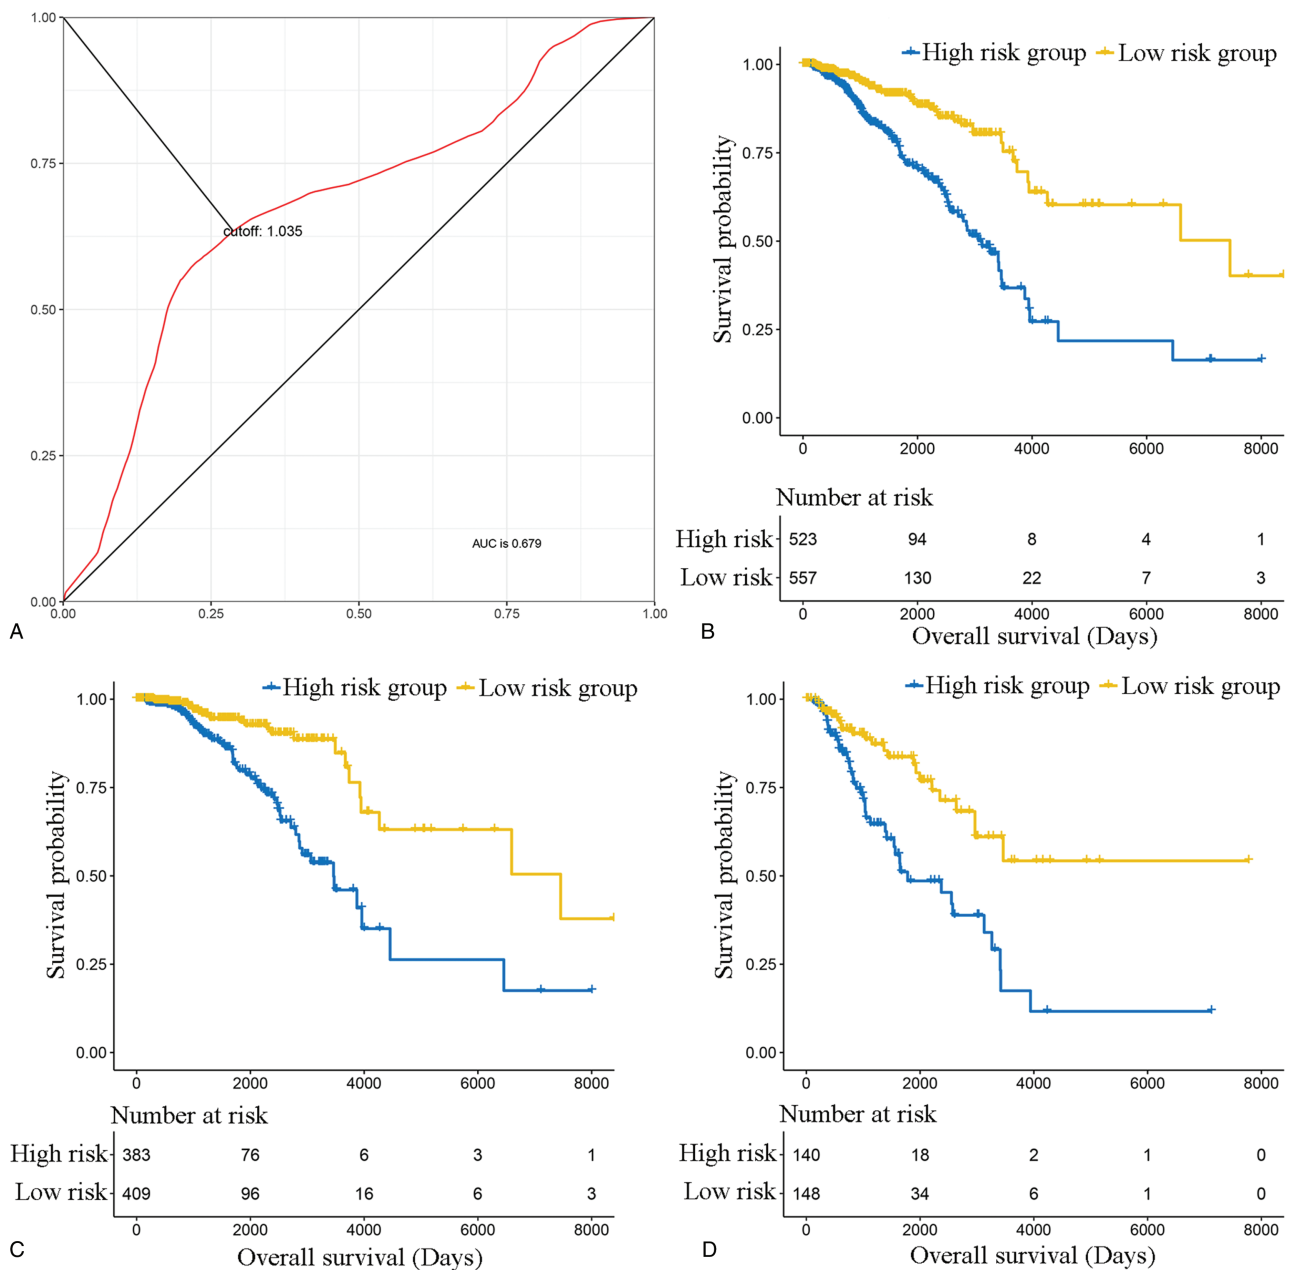 1.00
0.75
0.50
0.25
0.00
cutoff: 1.035
AUC is 0.679
0.00 0.25 0.50 0.75 1.00
A
High risk group Low risk group
Survival probability
1.00
0.75
0.50
0.25
0.00
0 2000 4000 6000 8000
Number at risk
High risk 523 94 8 4 1
Low risk 557 130 22 7 3
0 2000 4000 6000 8000
Overall survival (Days)
B
High risk group Low risk group
Survival probability
1.00
0.75
0.50
0.25
0.00
0 2000 4000 6000 8000
Number at risk
High risk 383 76 6 3 1
Low risk 409 96 16 6 3
0 2000 4000 6000 8000
Overall survival (Days)
C
High risk group Low risk group
Survival probability
1.00
0.75
0.50
0.25
0.00
0 2000 4000 6000 8000
Number at risk
High risk 140 18 2 1 0
Low risk 148 34 6 1 0
0 2000 4000 6000 8000
Overall survival (Days)
D